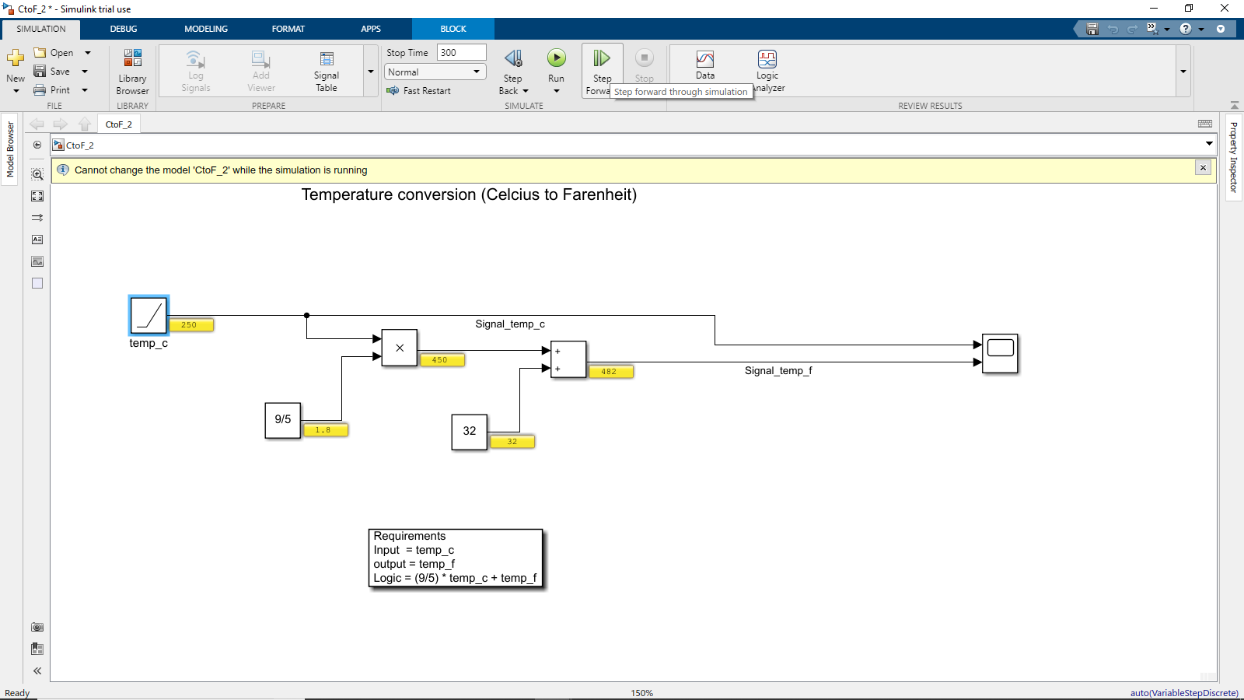 CtoF_2 * - Simulink trial use
SIMULATION DEBUG MODELING FORMAT APPS BLOCK
New Open Save Print
FILE
Library Browser
LIBRARY
Log Signals
Add Viewer
Signal Table
PREPARE
Stop Time 300
Normal
Fast Restart
Step Back
Run
Step Forwa
Stop
SIMULATE
Step forward through simulation
Data
Logic
nalyzer
REVIEW RESULTS
Model Browser
CtoF_2
CtoF_2
Property Inspector
Cannot change the model 'CtoF_2' while the simulation is running
Temperature conversion (Celcius to Farenheit)
250
temp_c
Signal_temp_c
×
450
+
+
482
Signal_temp_f
9/5
1.8
32
32
Requirements
Input = temp_c
output = temp_f
Logic = (9/5) * temp_c + temp_f
Ready
150%
auto(VariableStepDiscrete)